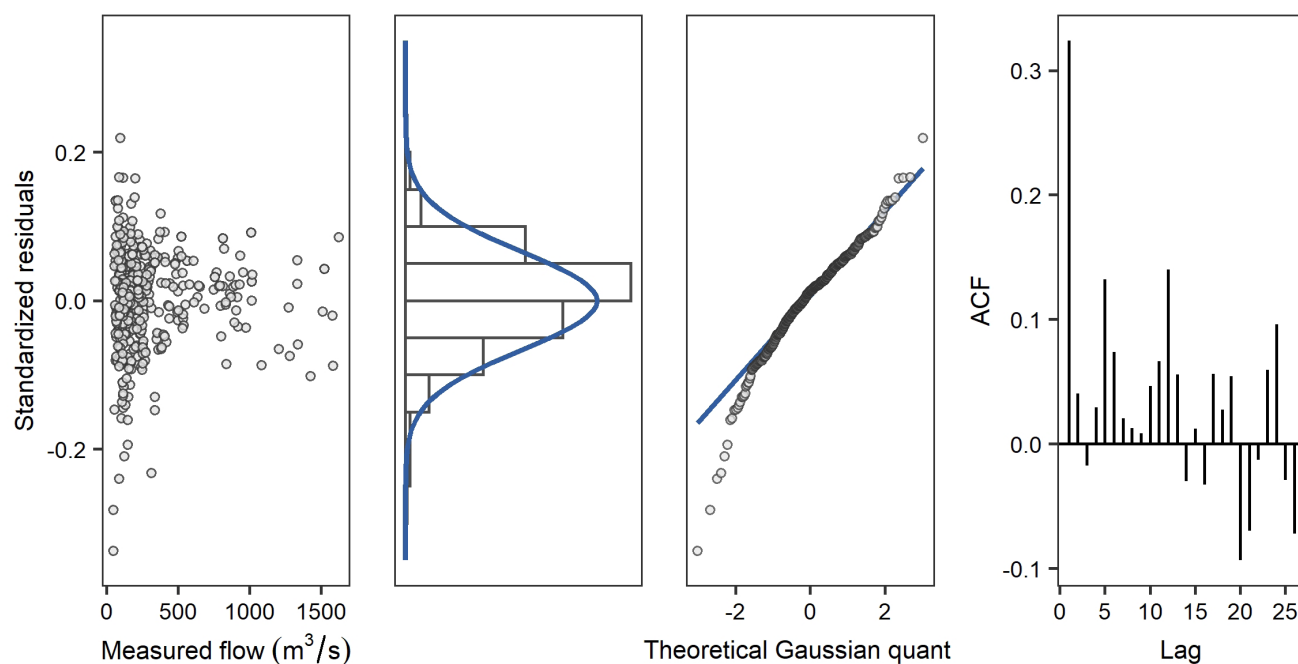 Standardized residuals
0.2
0.0
-0.2
0 500 1000 1500
Measured flow (m³/s)
-2 0 2
Theoretical Gaussian quant
ACF
0.3
0.2
0.1
0.0
-0.1
0 5 10 15 20 25
Lag